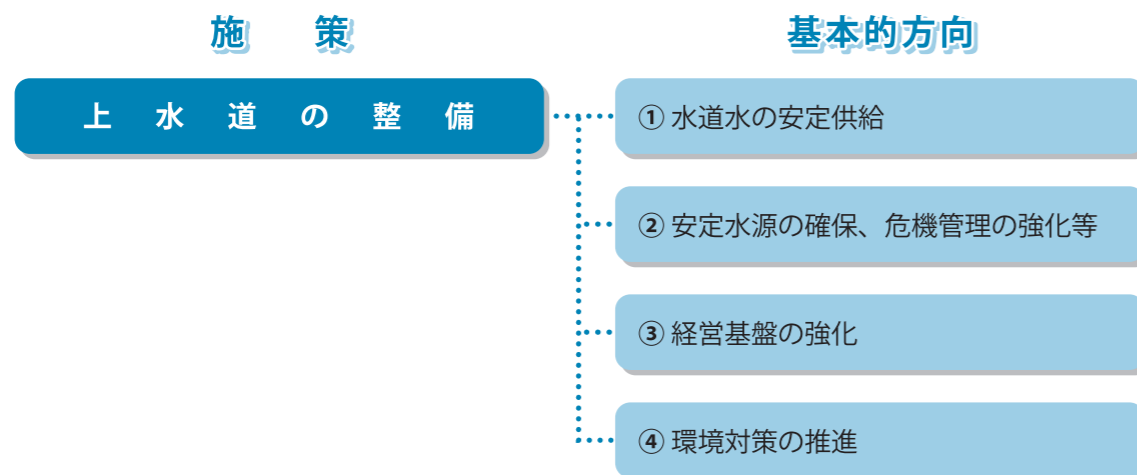 施策
基本的方向
上水道の整備
① 水道水の安定供給
② 安定水源の確保、危機管理の強化等
③ 経営基盤の強化
④ 環境対策の推進